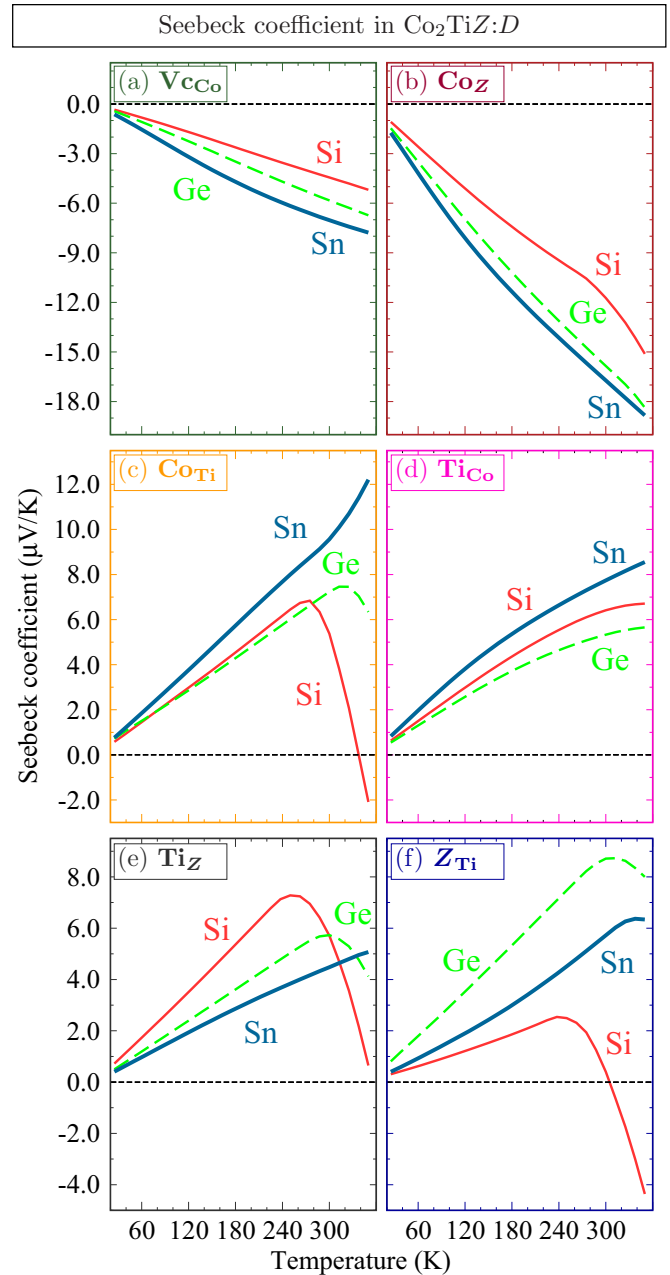 Seebeck coefficient in Co₂TiZ:D
(a) Vc_Co
(b) Co_Z
0.0
-3.0
-6.0
-9.0
-12.0
-15.0
-18.0
Si
Ge
Sn
Si
Ge
Sn
Seebeck coefficient (µV/K)
(c) Co_Ti
(d) Ti_Co
12.0
10.0
8.0
6.0
4.0
2.0
0.0
-2.0
Sn
Ge
Si
Sn
Si
Ge
(e) Ti_Z
(f) Z_Ti
8.0
6.0
4.0
2.0
0.0
-2.0
-4.0
Si
Ge
Sn
Ge
Sn
Si
60 120 180 240 300
60 120 180 240 300
Temperature (K)
Temperature (K)